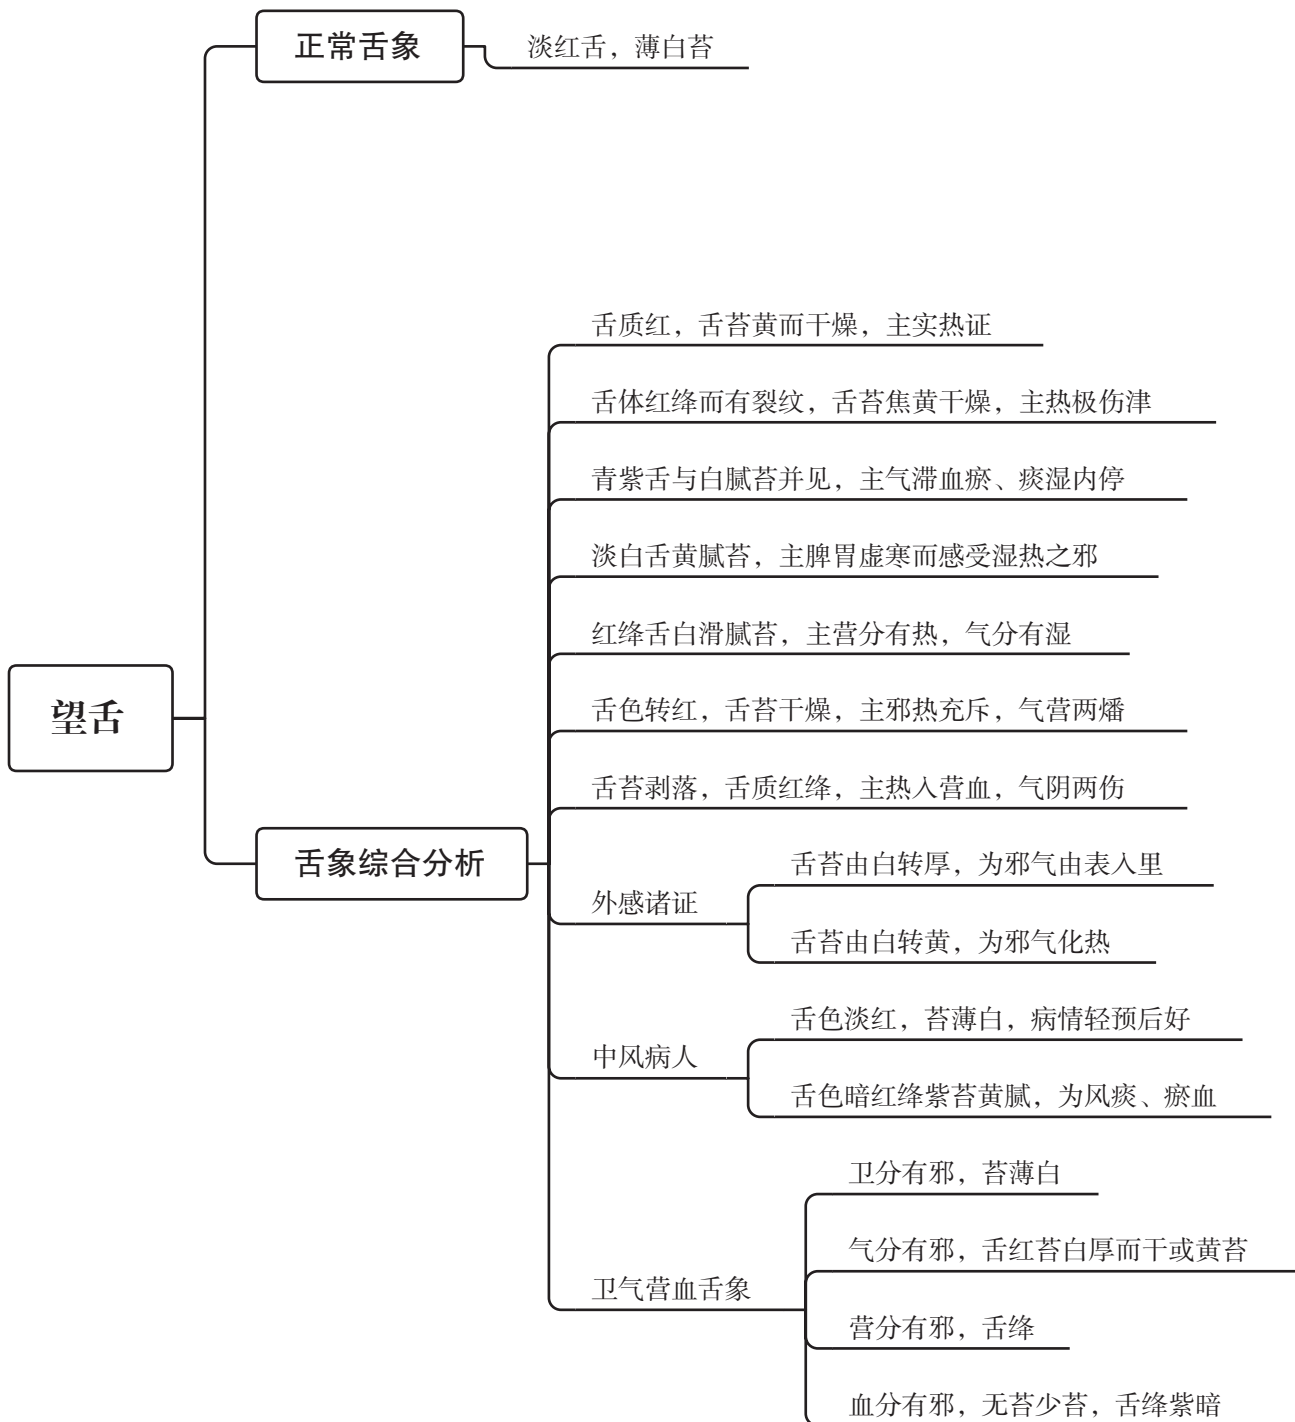 正常舌象
淡红舌，薄白苔
舌质红，舌苔黄而干燥，主实热证
舌体红绛而有裂纹，舌苔焦黄干燥，主热极伤津
青紫舌与白腻苔并见，主气滞血瘀、痰湿内停
淡白舌黄腻苔，主脾胃虚寒而感受湿热之邪
红绛舌白滑腻苔，主营分有热，气分有湿
望舌
舌色转红，舌苔干燥，主邪热充斥，气营两燔
舌苔剥落，舌质红绛，主热入营血，气阴两伤
舌象综合分析
外感诸证
舌苔由白转厚，为邪气由表入里
舌苔由白转黄，为邪气化热
中风病人
舌色淡红，苔薄白，病情轻预后好
舌色暗红绛紫苔黄腻，为风痰、瘀血
卫气营血舌象
卫分有邪，苔薄白
气分有邪，舌红苔白厚而干或黄苔
营分有邪，舌绛
血分有邪，无苔少苔，舌绛紫暗